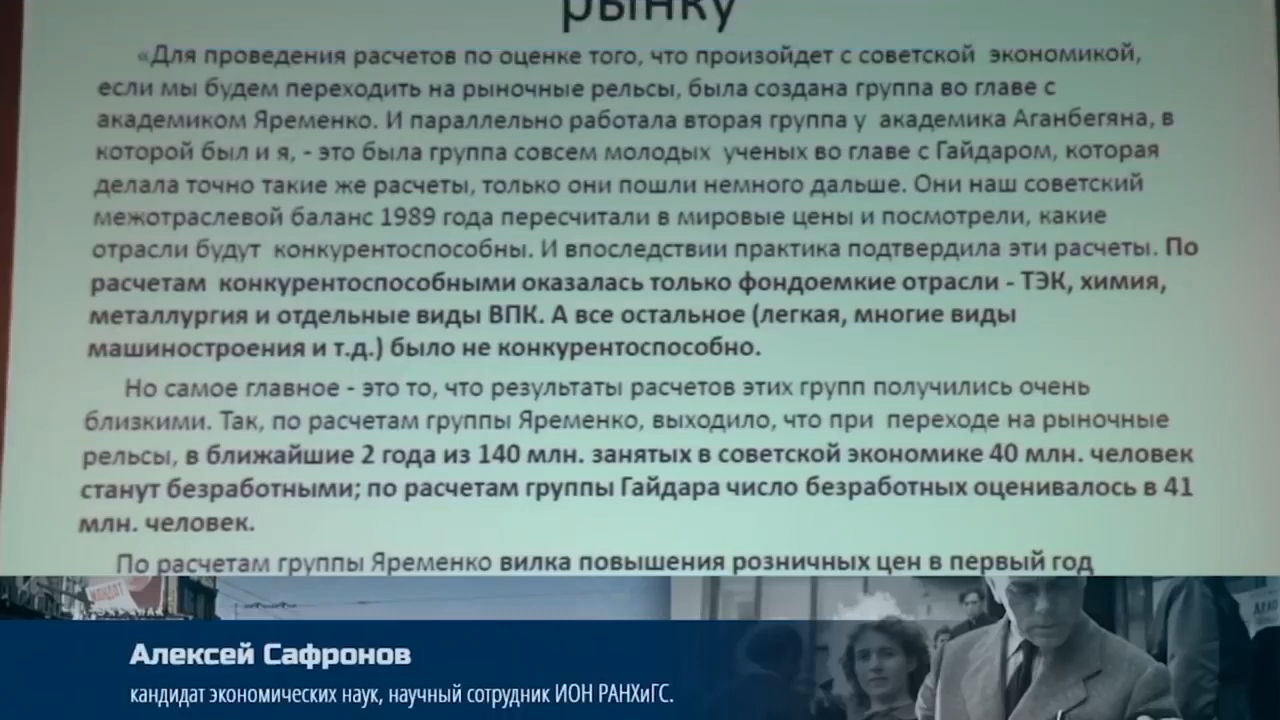 рынку
«Для проведения расчетов по оценке того, что произойдет с советской экономикой,
если мы будем переходить на рыночные рельсы, была создана группа во главе с
академиком Яременко. И параллельно работала вторая группа у академика Аганбегяна, в
которой был и я, - это была группа совсем молодых ученых во главе с Гайдаром, которая
делала точно такие же расчеты, только они пошли немного дальше. Они наш советский
межотраслевой баланс 1989 года пересчитали в мировые цены и посмотрели, какие
отрасли будут конкурентоспособны. И впоследствии практика подтвердила эти расчеты. По
расчетам конкурентоспособными оказалась только фондоемкие отрасли - ТЭК, химия,
металлургия и отдельные виды ВПК. А все остальное (легкая, многие виды
машиностроения и т.д.) было не конкурентоспособно.
Но самое главное - это то, что результаты расчетов этих групп получились очень
близкими. Так, по расчетам группы Яременко, выходило, что при переходе на рыночные
рельсы, в ближайшие 2 года из 140 млн. занятых в советской экономике 40 млн. человек
станут безработными; по расчетам группы Гайдара число безработных оценивалось в 41
млн. человек.
По расчетам группы Яременко вилка повышения розничных цен в первый год
МАНДАТ
Алексей Сафронов
кандидат экономических наук, научный сотрудник ИОН РАНХиГС.